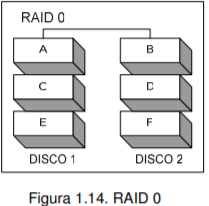 RAID 0
A B
C D
E F
DISCO 1 DISCO 2
Figura 1.14. RAID 0